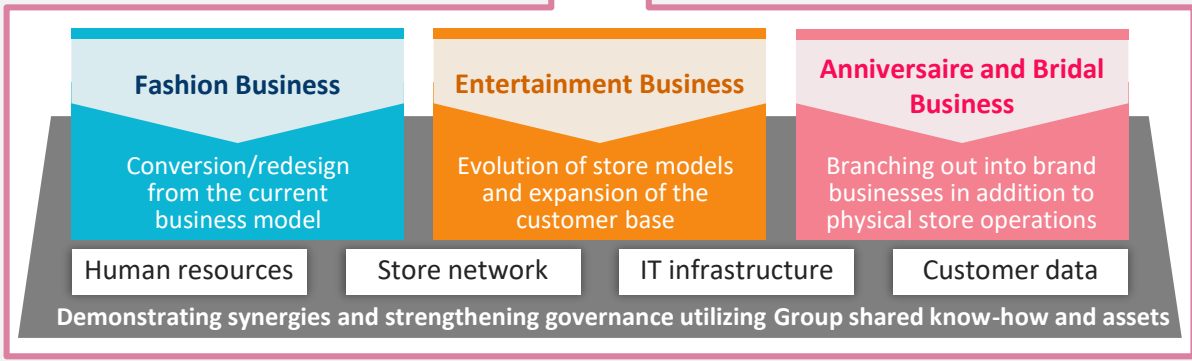 Fashion Business
Conversion/redesign
from the current
business model
Entertainment Business
Evolution of store models
and expansion of the
customer base
Anniversaire and Bridal
Business
Branching out into brand
businesses in addition to
physical store operations
Human resources
Store network
IT infrastructure
Customer data
Demonstrating synergies and strengthening governance utilizing Group shared know-how and assets